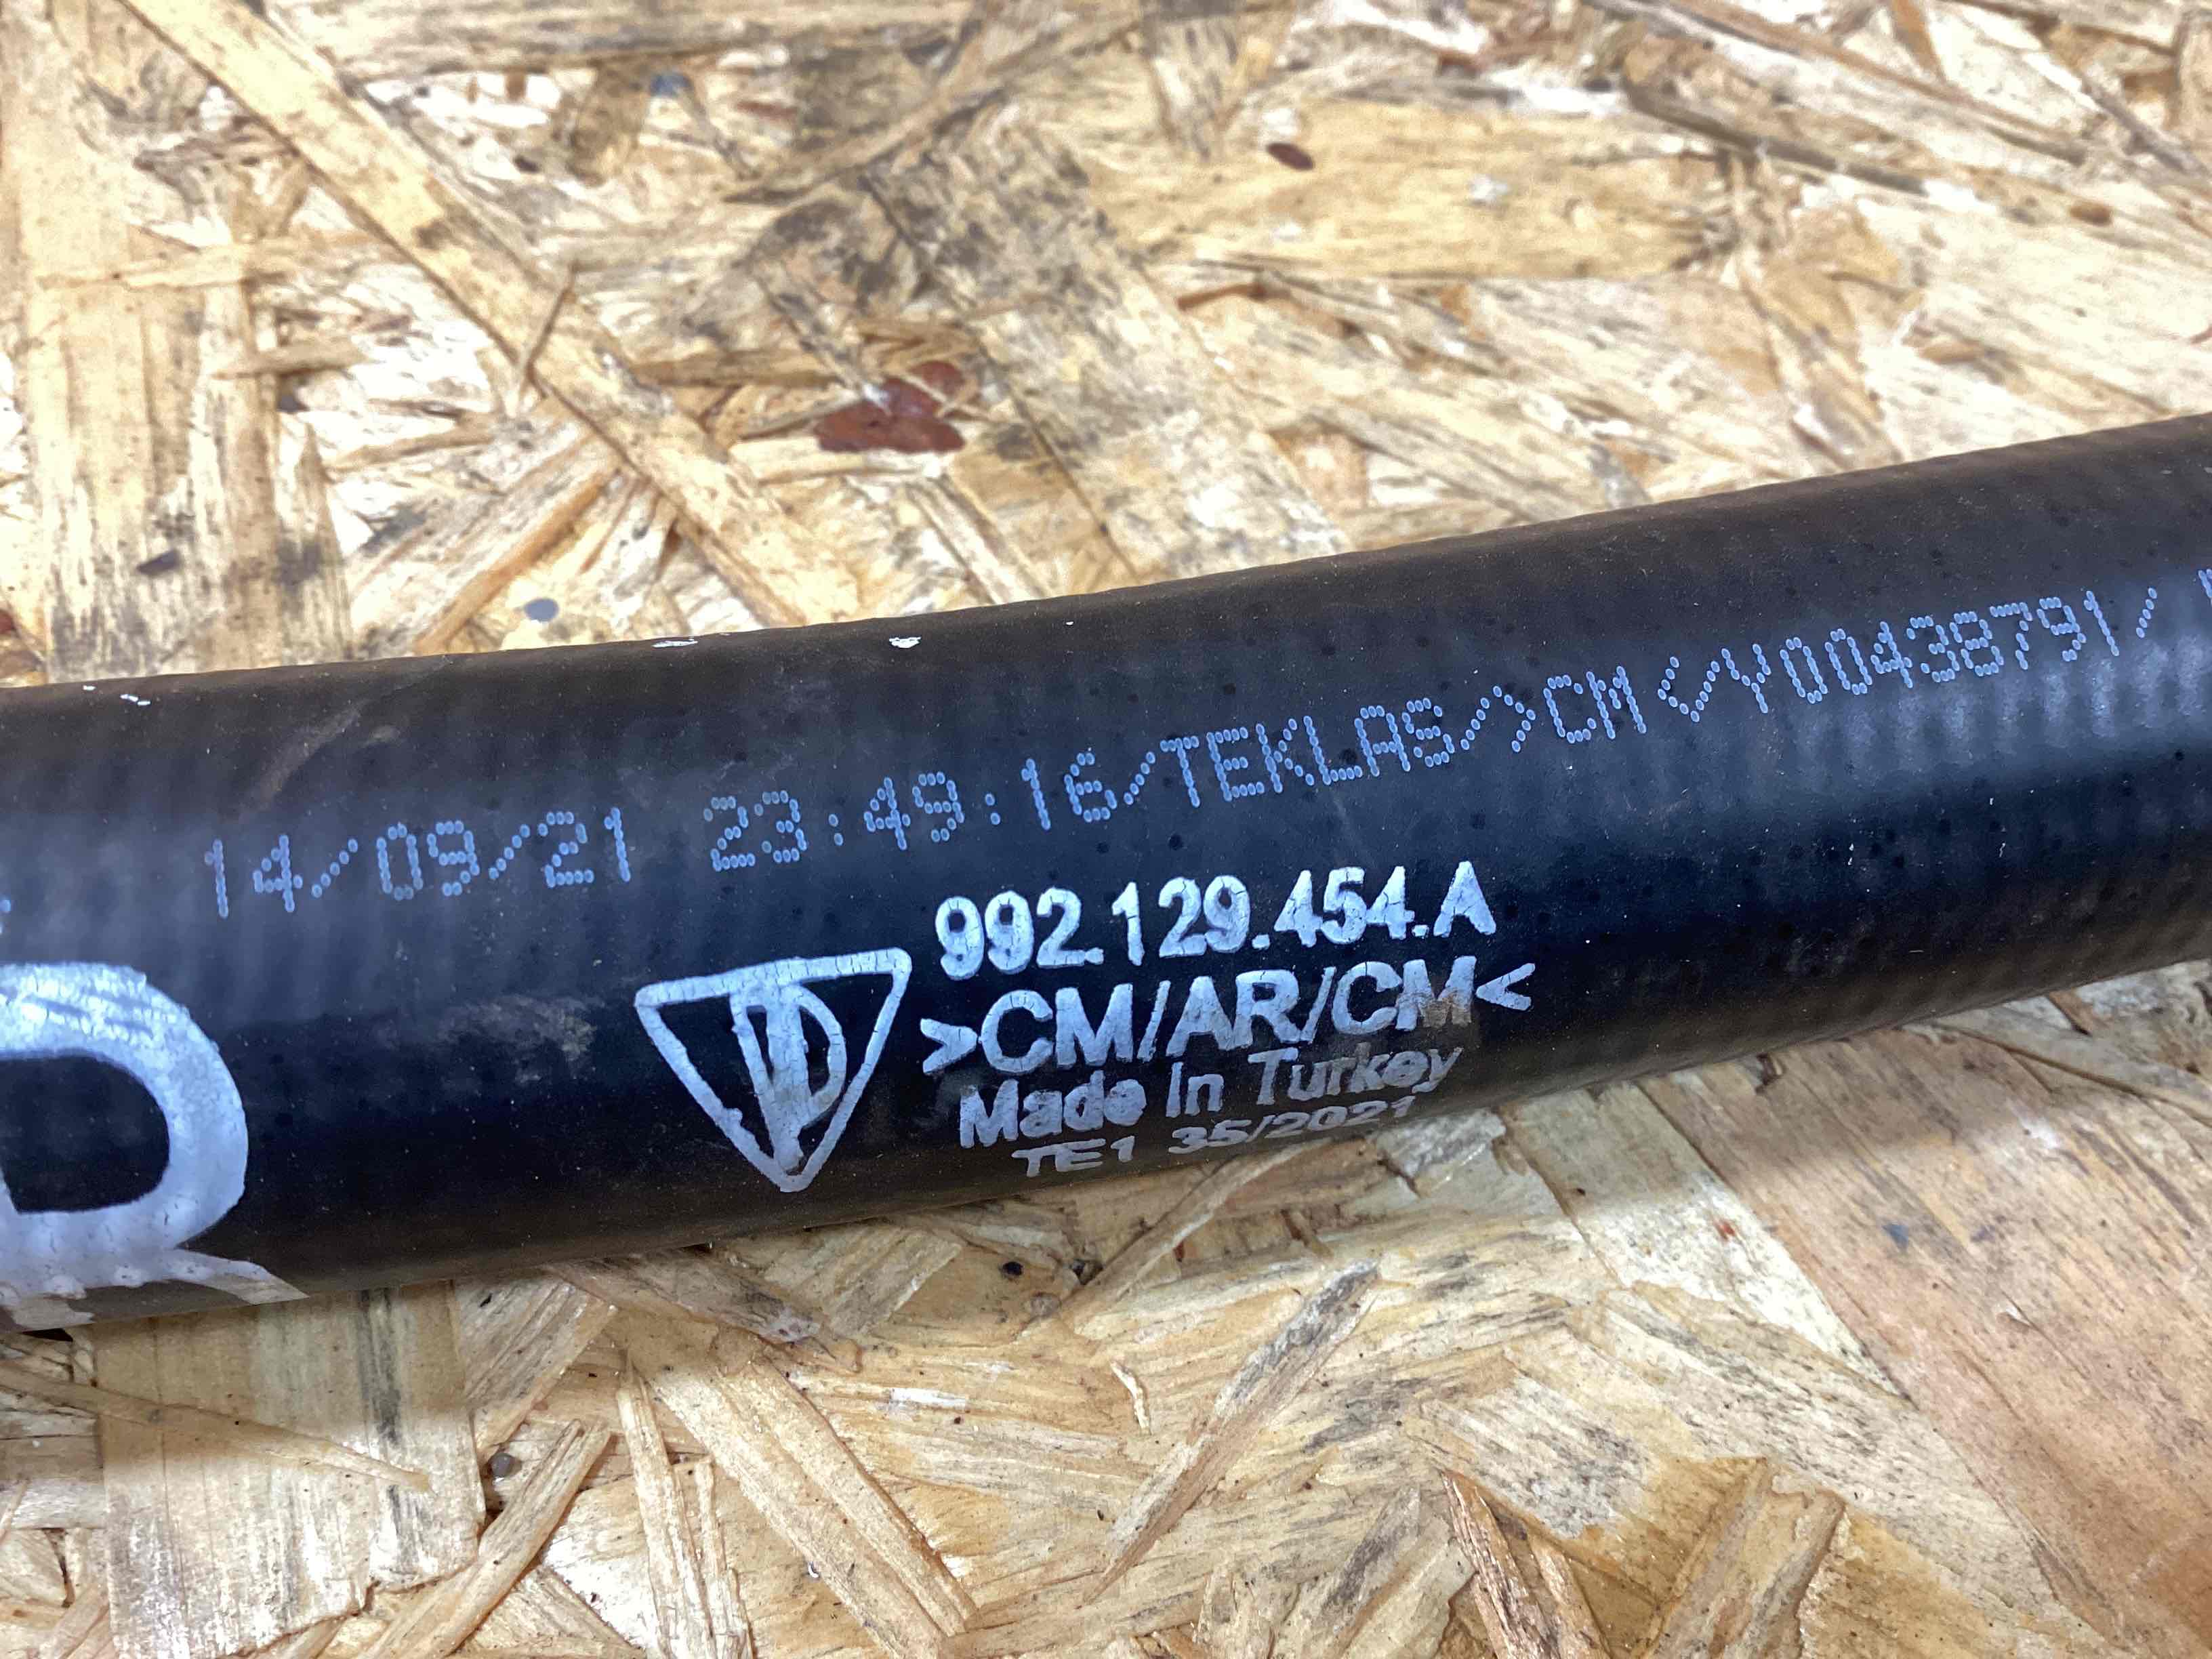 14/09/21 23:49:16/TEKLAS/>CM</Y00438791/
992.129.454.A
>CM/AR/CM<
Made In Turkey
TE1 35/2021